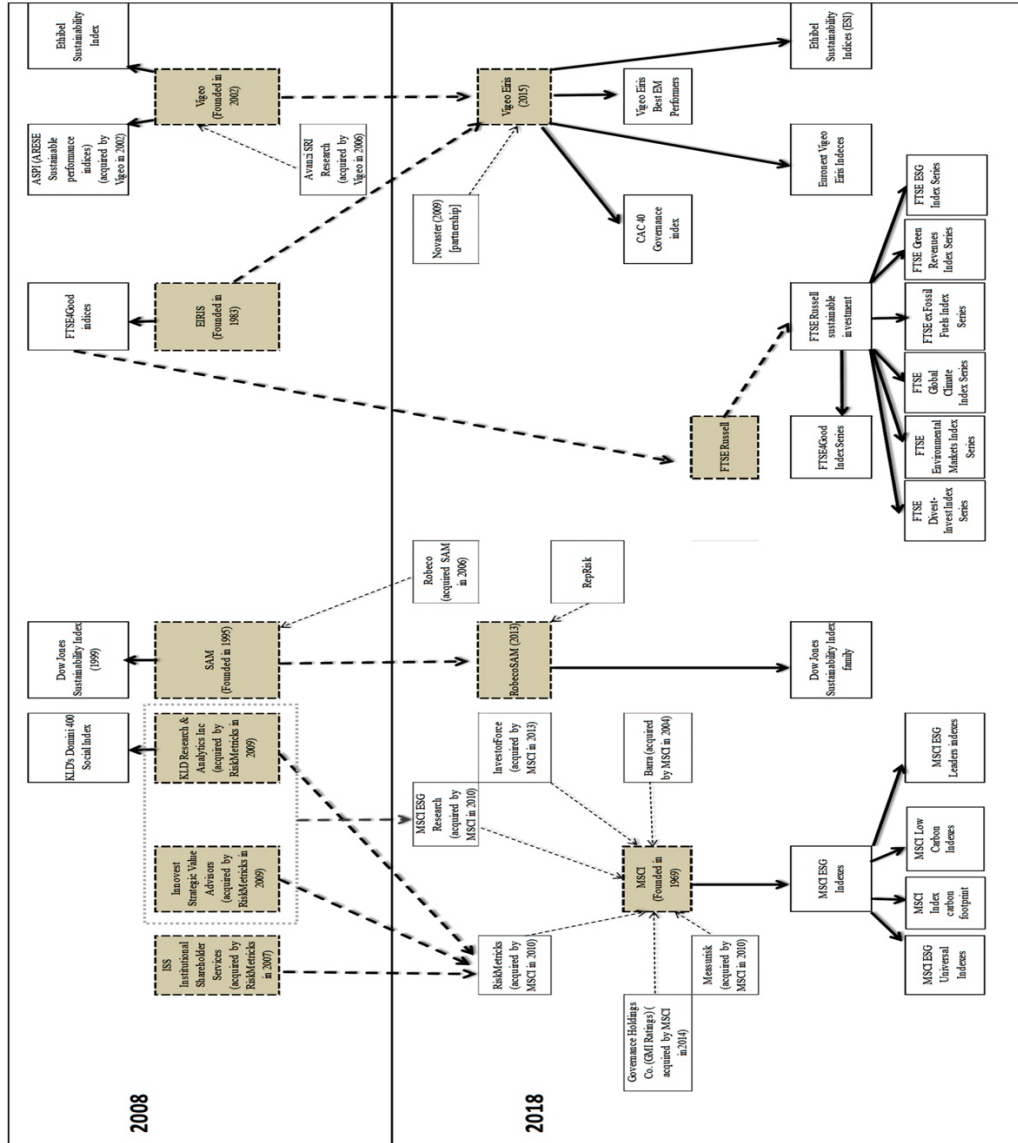 2008
KLD's Domini 400
Social Index
Dow Jones
Sustainability Index
(1999)
FTSE4Good
indices
ASPI (ARESE
Sustainable
perfomance
indices)
(acquired by
Vigeo in 2002)
Ethibel
Sustainability
Index
ISS
Institutional
Shareholder
Services
(acquired by
RiskMetricks
in 2007)
Innovest
Strategic Value
Advisors
(acquired by
RiskMetricks in
2009)
KLD Research &
Analytics Inc
(acquired by
RiskMetricks in
2009)
SAM
(Founded in 1995)
EIRIS
(Founded in
1983)
Vigeo
(Founded in
2002)
Robeco
(acquired SAM
in 2006)
Avanzi SRI
Research
(acquired by
Vigeo in 2006)
2018
RiskMetrics
(acquired by
MSCI in 2010)
MSCI ESG
Research
(acquired by
MSCI in 2010)
InvestorForce
(acquired by
MSCI in 2013)
RobecoSAM (2013)
Novaster (2009)
[partnership]
Vigeo Eiris
(2015)
RepRisk
Governance Holdings
Co. (GMI Ratings) (
acquired by MSCI
in2014)
Measurisk
(acquired by
MSCI in 2010)
MSCI
(Founded in
1969)
Barra (acquired
by MSCI in 2004)
CAC 40
Governance
index
Vigeo Eiris
Best EM
Performers
FTSE Russell
MSCI ESG
Indexes
Dow Jones
Sustainability Index
family
FTSE4Good
Index Series
FTSE Russell
sustainable
investment
Euronext Vigeo
Eiris Indeces
Ethibel
Sustainability
Indices (ESI)
MSCI ESG
Universal
Indexes
MSCI
Index
carbon
footprint
MSCI Low
Carbon
Indexes
MSCI ESG
Leaders indexes
FTSE
Divest-
Invest Index
Series
FTSE
Environmental
Markets Index
Series
FTSE
Global
Climate
Index Series
FTSE ex Fossil
Fuels Index
Series
FTSE Green
Revenues
Index Series
FTSE ESG
Index Series